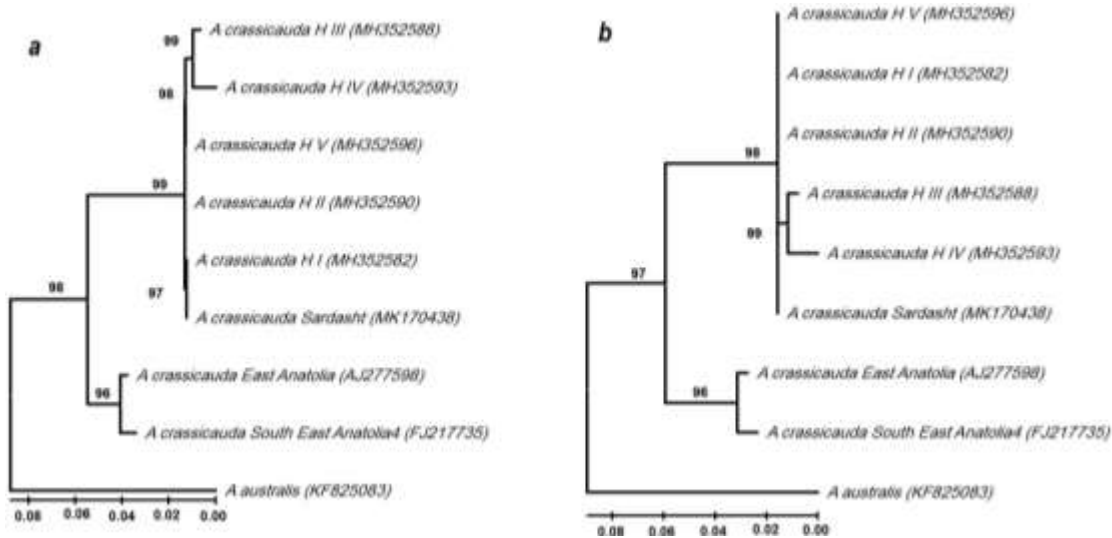 a
99
A crassicauda H III (MH352588)
98
A crassicauda H IV (MH352593)
A crassicauda H V (MH352596)
99
A crassicauda H II (MH352590)
A crassicauda H I (MH352582)
97
A crassicauda Sardasht (MK170438)
98
A crassicauda East Anatolia (AJ277598)
96
A crassicauda South East Anatolia4 (FJ217735)
A australis (KF825083)
0.08 0.06 0.04 0.02 0.00
b
A crassicauda H V (MH352596)
A crassicauda H I (MH352582)
A crassicauda H II (MH352590)
98
A crassicauda H III (MH352588)
99
A crassicauda H IV (MH352593)
97
A crassicauda Sardasht (MK170438)
A crassicauda East Anatolia (AJ277598)
96
A crassicauda South East Anatolia4 (FJ217735)
A australis (KF825083)
0.08 0.06 0.04 0.02 0.00